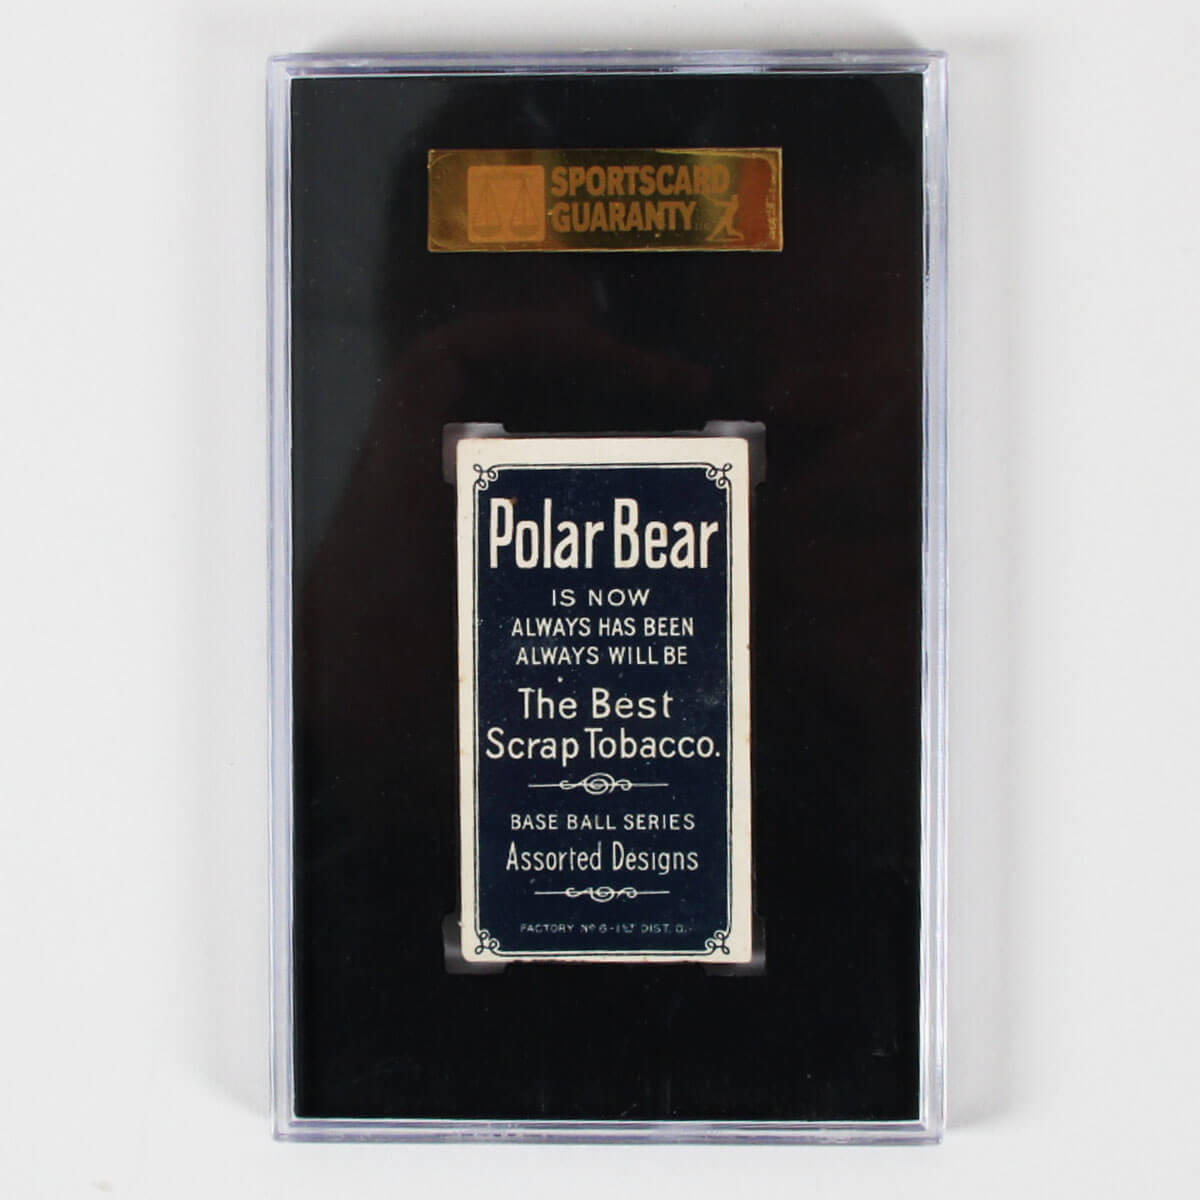 SPORTSCARD
GUARANTY LLC
Polar Bear
IS NOW
ALWAYS HAS BEEN
ALWAYS WILL BE
The Best
Scrap Tobacco.
BASE BALL SERIES
Assorted Designs
FACTORY Nº 6-1ST DIST. O.